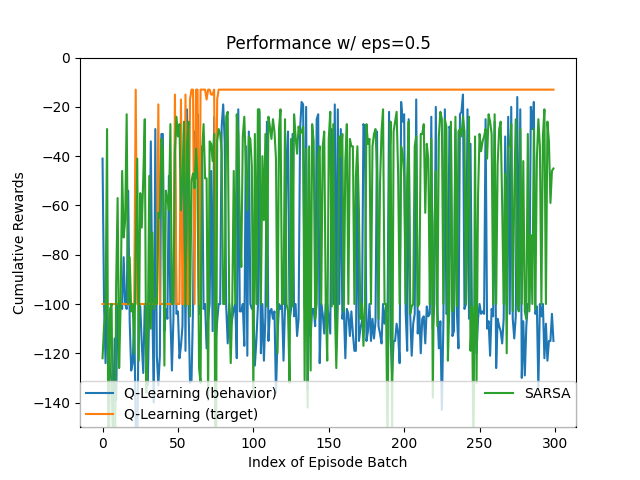 Performance w/ eps=0.5
Cumulative Rewards
0
−20
−40
−60
−80
−100
−120
−140
Q-Learning (behavior)
Q-Learning (target)
SARSA
0 50 100 150 200 250 300
Index of Episode Batch